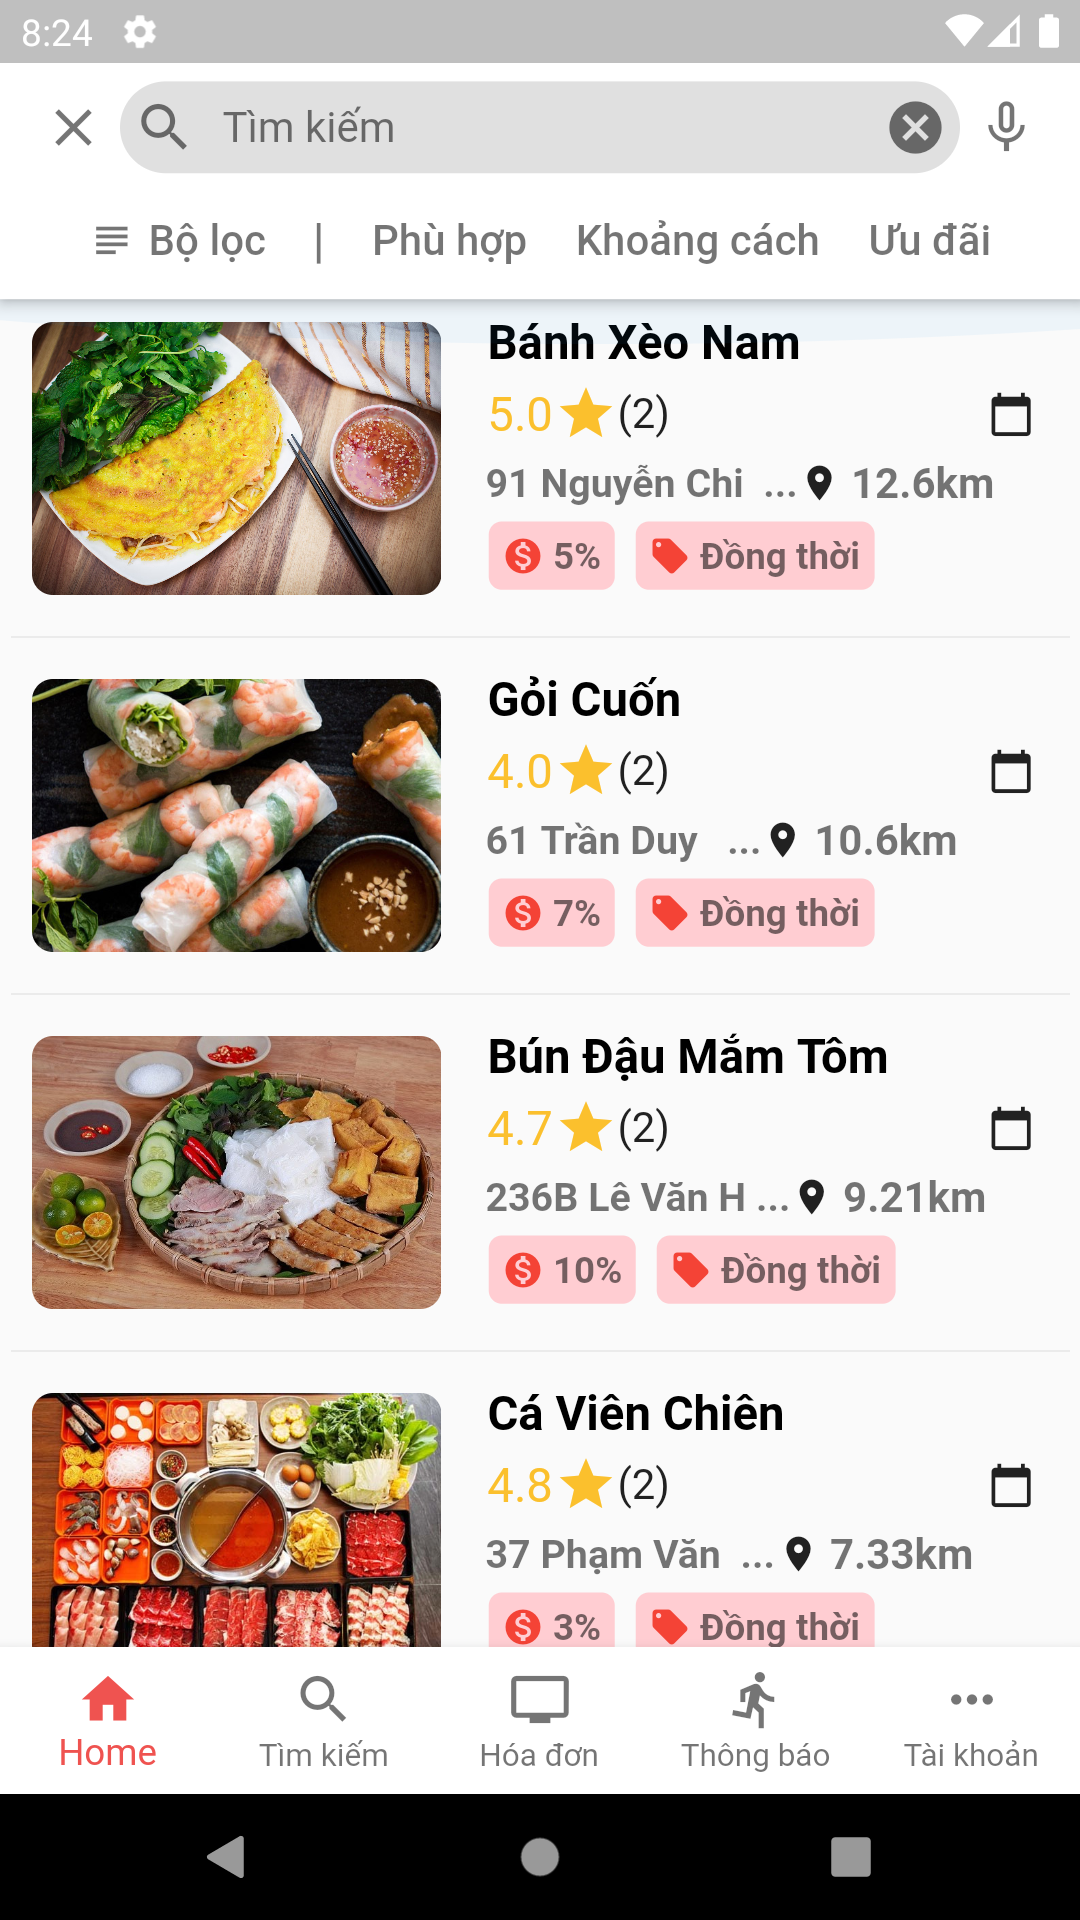 8:24
Tìm kiếm
Bộ lọc | Phù hợp Khoảng cách Ưu đãi
Bánh Xèo Nam
5.0 (2)
91 Nguyễn Chi ... 12.6km
5% Đồng thời
Gỏi Cuốn
4.0 (2)
61 Trần Duy ... 10.6km
7% Đồng thời
Bún Đậu Mắm Tôm
4.7 (2)
236B Lê Văn H ... 9.21km
10% Đồng thời
Cá Viên Chiên
4.8 (2)
37 Phạm Văn ... 7.33km
3% Đồng thời
Home Tìm kiếm Hóa đơn Thông báo Tài khoản